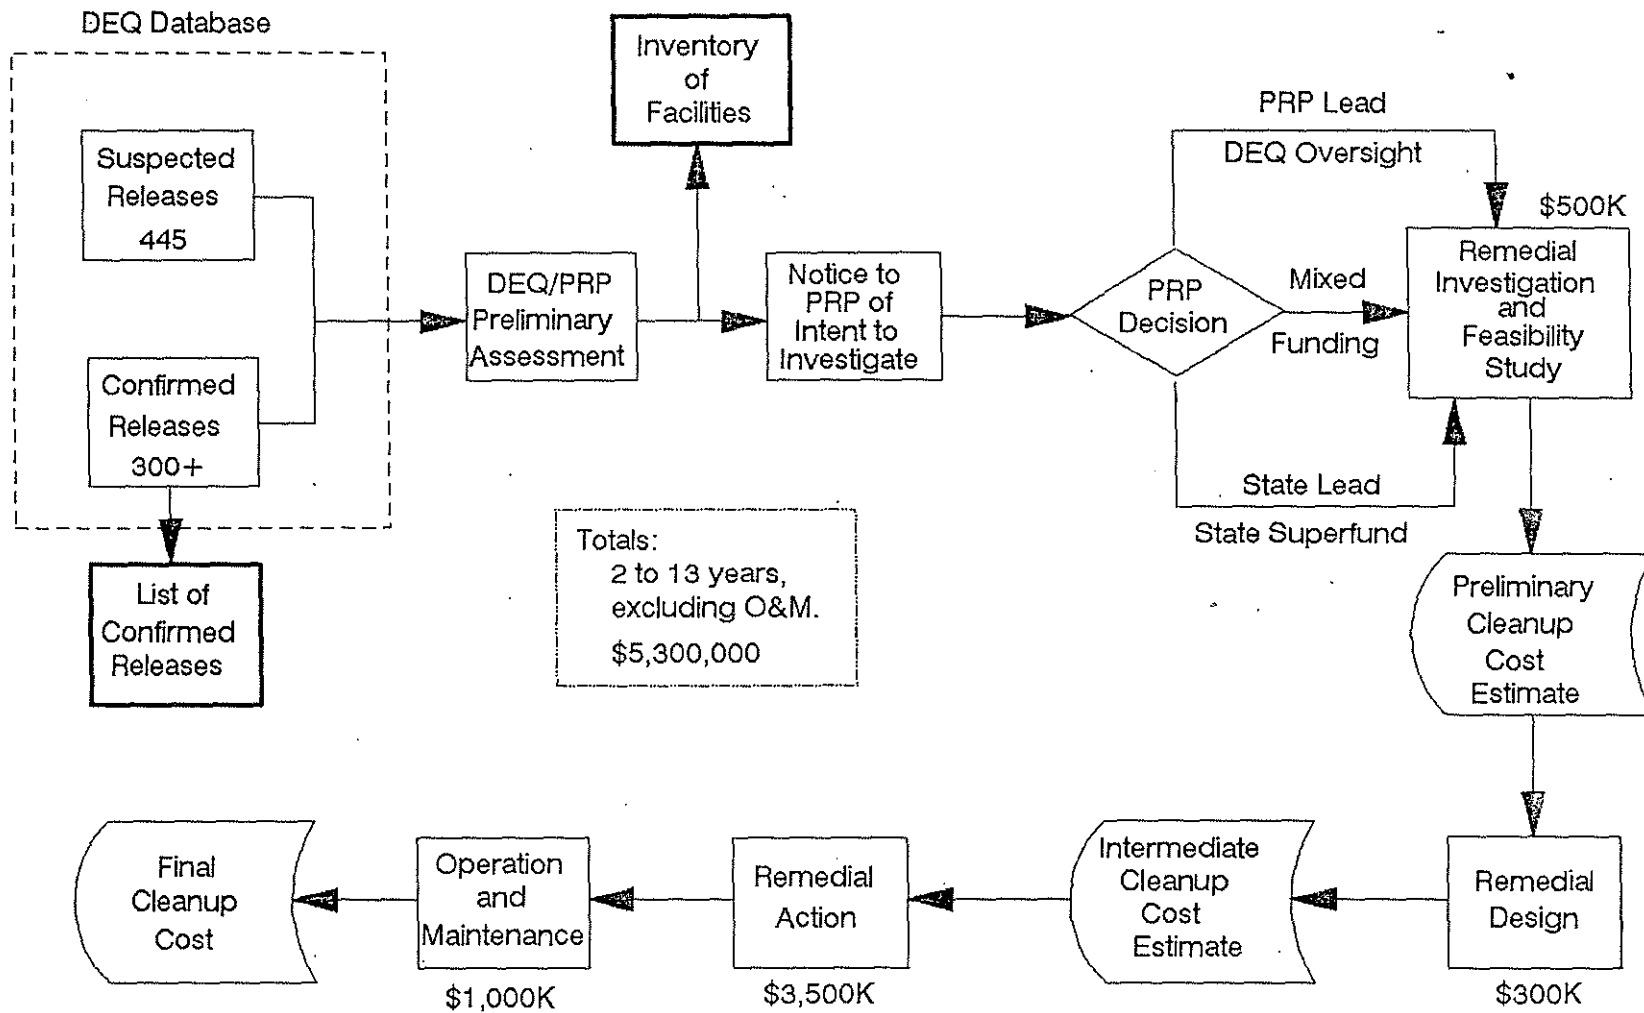 DEQ Database
Suspected
Releases
445
Confirmed
Releases
300+
List of
Confirmed
Releases
DEQ/PRP
Preliminary
Assessment
Inventory
of
Facilities
Notice to
PRP of
Intent to
Investigate
PRP
Decision
PRP Lead
DEQ Oversight
Mixed
Funding
State Lead
State Superfund
$500K
Remedial
Investigation
and
Feasibility
Study
Totals:
2 to 13 years,
excluding O&M.
$5,300,000
Preliminary
Cleanup
Cost
Estimate
Remedial
Design
$300K
Intermediate
Cleanup
Cost
Estimate
Remedial
Action
$3,500K
Operation
and
Maintenance
$1,000K
Final
Cleanup
Cost